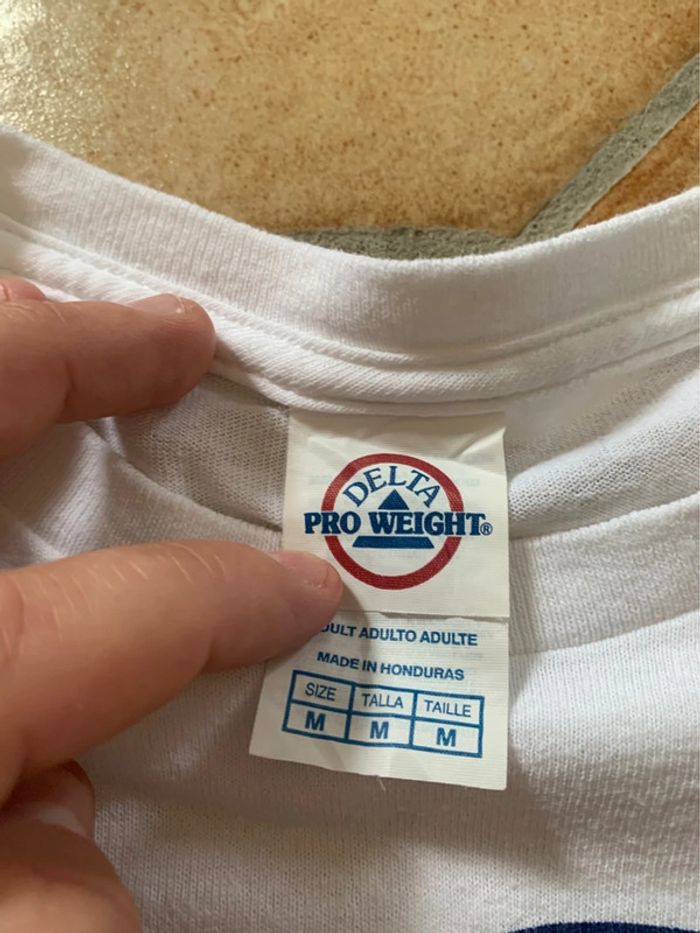 DELTA
PRO WEIGHT®
ADULTO ADULTE
MADE IN HONDURAS
SIZE TALLA TAILLE
M M M